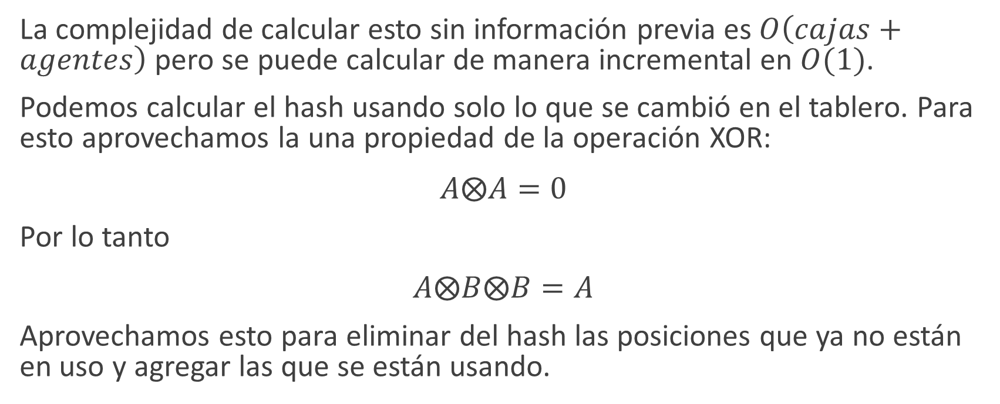 La complejidad de calcular esto sin información previa es 𝑂(𝑐𝑎𝑗𝑎𝑠 +
𝑎𝑔𝑒𝑛𝑡𝑒𝑠) pero se puede calcular de manera incremental en 𝑂(1).
Podemos calcular el hash usando solo lo que se cambió en el tablero. Para
esto aprovechamos la una propiedad de la operación XOR:
𝐴⨂𝐴 = 0
Por lo tanto
𝐴⨂𝐵⨂𝐵 = 𝐴
Aprovechamos esto para eliminar del hash las posiciones que ya no están
en uso y agregar las que se están usando.